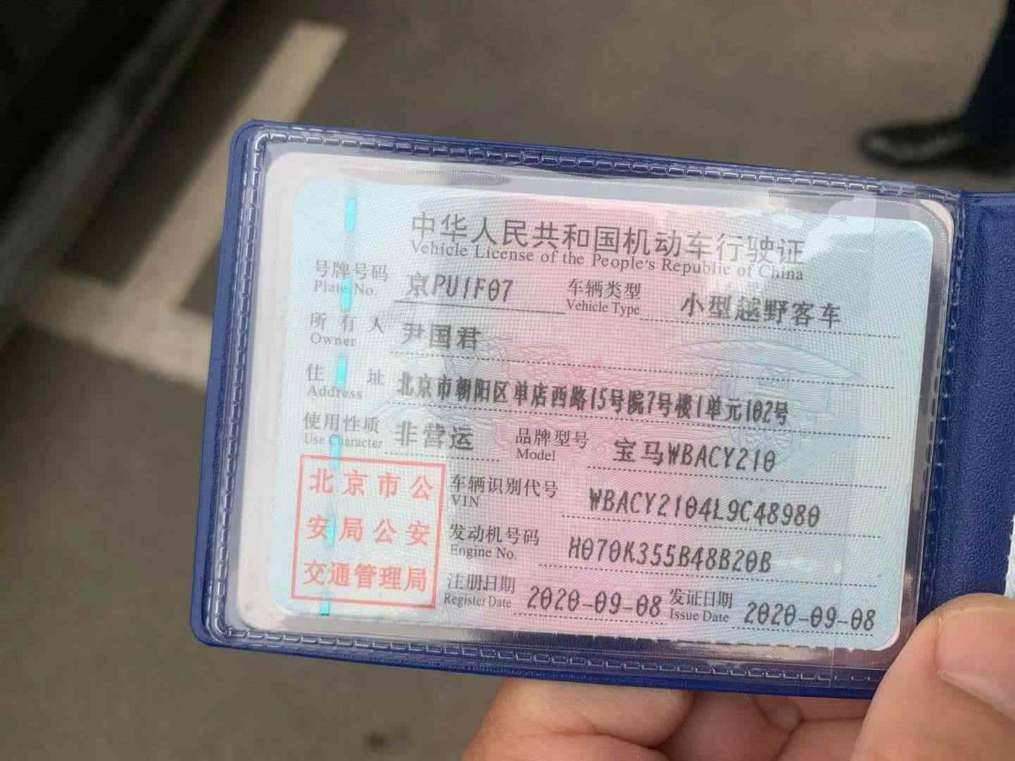 中华人民共和国机动车行驶证
Vehicle License of the People's Republic of China
号牌号码 京PU1F07 车辆类型 小型越野客车
Plate No. Vehicle Type
所有人 尹国君
Owner
住址 北京市朝阳区单店西路15号院7号楼1单元102号
Address
使用性质 非营运 品牌型号 宝马WBACY210
Use Character Model
北京市公
安局公安
交通管理局
车辆识别代号 WBACY2104L9C48980
VIN
发动机号码 H070K355B48B20B
Engine No.
注册日期 2020-09-08 发证日期 2020-09-08
Register Date Issue Date